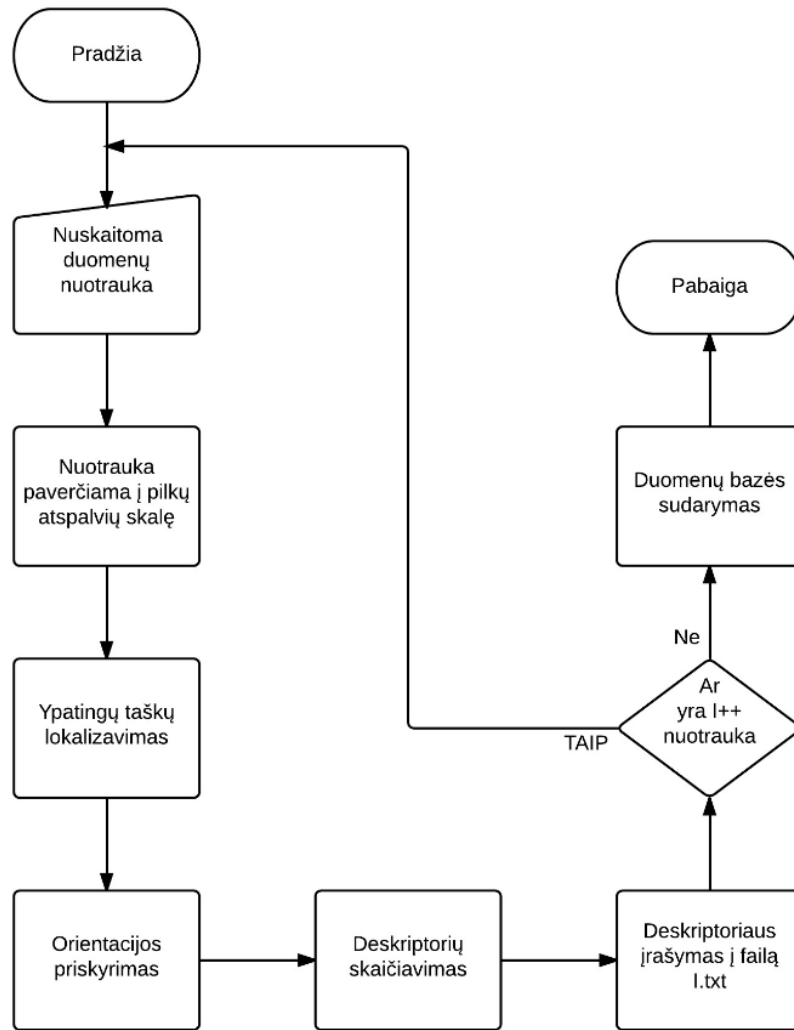 Pradžia
Nuskaitoma
duomenų
nuotrauka
Nuotrauka
paverčiama į pilkų
atspalvių skalę
Ypatingų taškų
lokalizavimas
Orientacijos
priskyrimas
Deskriptorių
skaičiavimas
Deskriptoriaus
įrašymas į failą
I.txt
Ar
yra I++
nuotrauka
TAIP
Ne
Duomenų bazės
sudarymas
Pabaiga